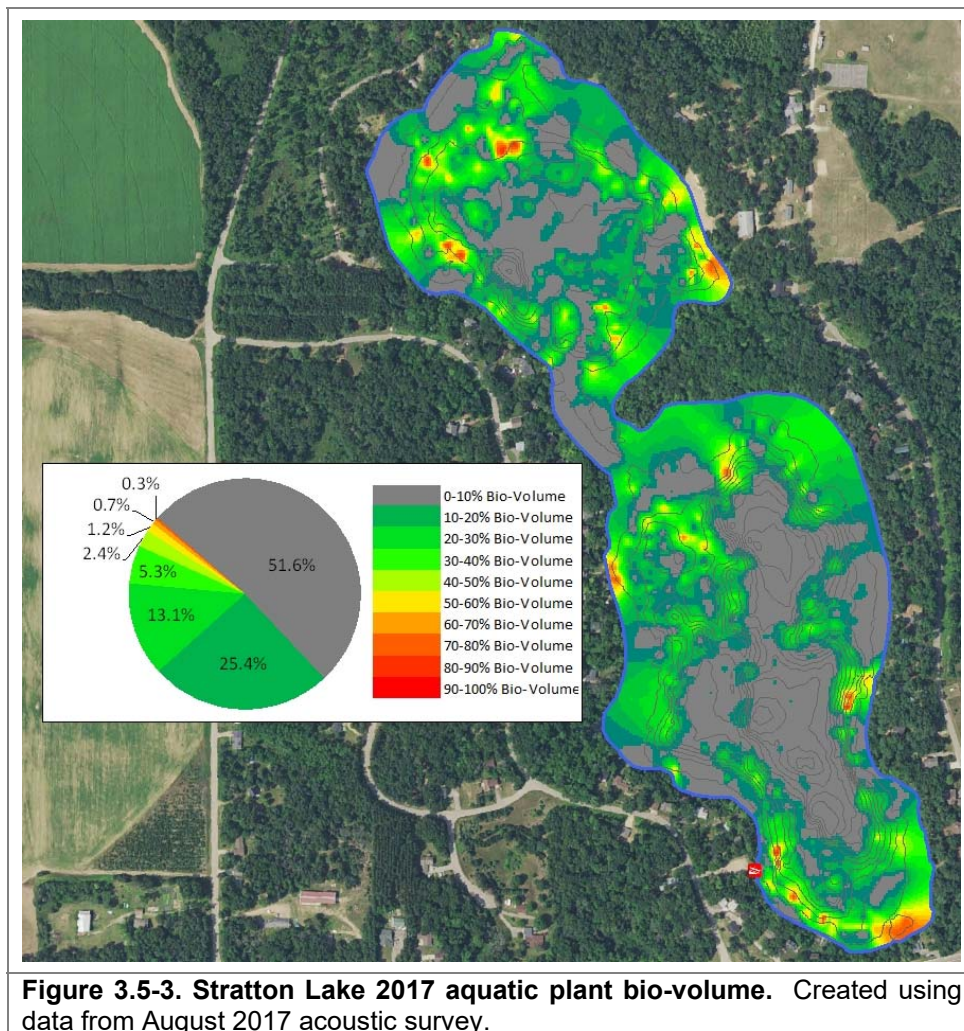 0.3%
0.7%
1.2%
2.4%
5.3%
13.1%
25.4%
51.6%
0-10% Bio-Volume
10-20% Bio-Volume
20-30% Bio-Volume
30-40% Bio-Volume
40-50% Bio-Volume
50-60% Bio-Volume
60-70% Bio-Volume
70-80% Bio-Volume
80-90% Bio-Volume
90-100% Bio-Volume
Figure 3.5-3. Stratton Lake 2017 aquatic plant bio-volume. Created using
data from August 2017 acoustic survey.